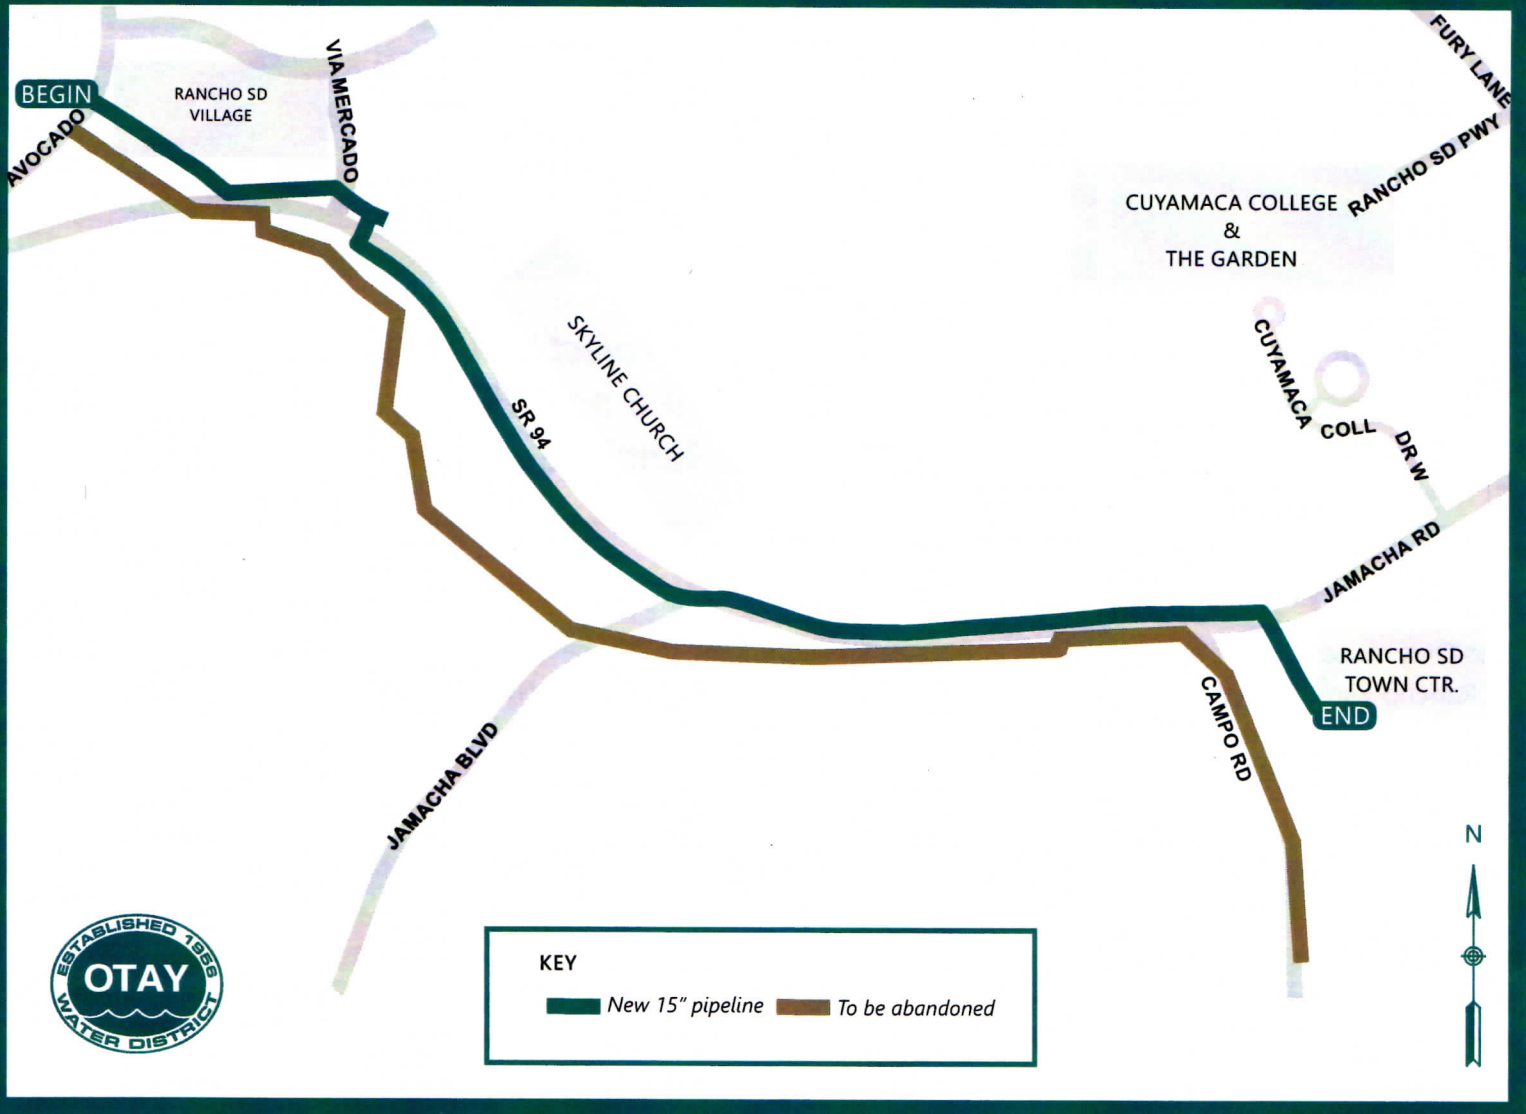 FURY LANE
VIA MERCADO
BEGIN
RANCHO SD
VILLAGE
AVOCADO
RANCHO SD PWY
CUYAMACA COLLEGE
&
THE GARDEN
SKYLINE CHURCH
CUYAMACA
COLL
DR W
SR 94
JAMACHA RD
RANCHO SD
TOWN CTR.
END
CAMPO RD
JAMACHA BLVD
N
ESTABLISHED 1956
OTAY
WATER DISTRICT
KEY
New 15" pipeline
To be abandoned